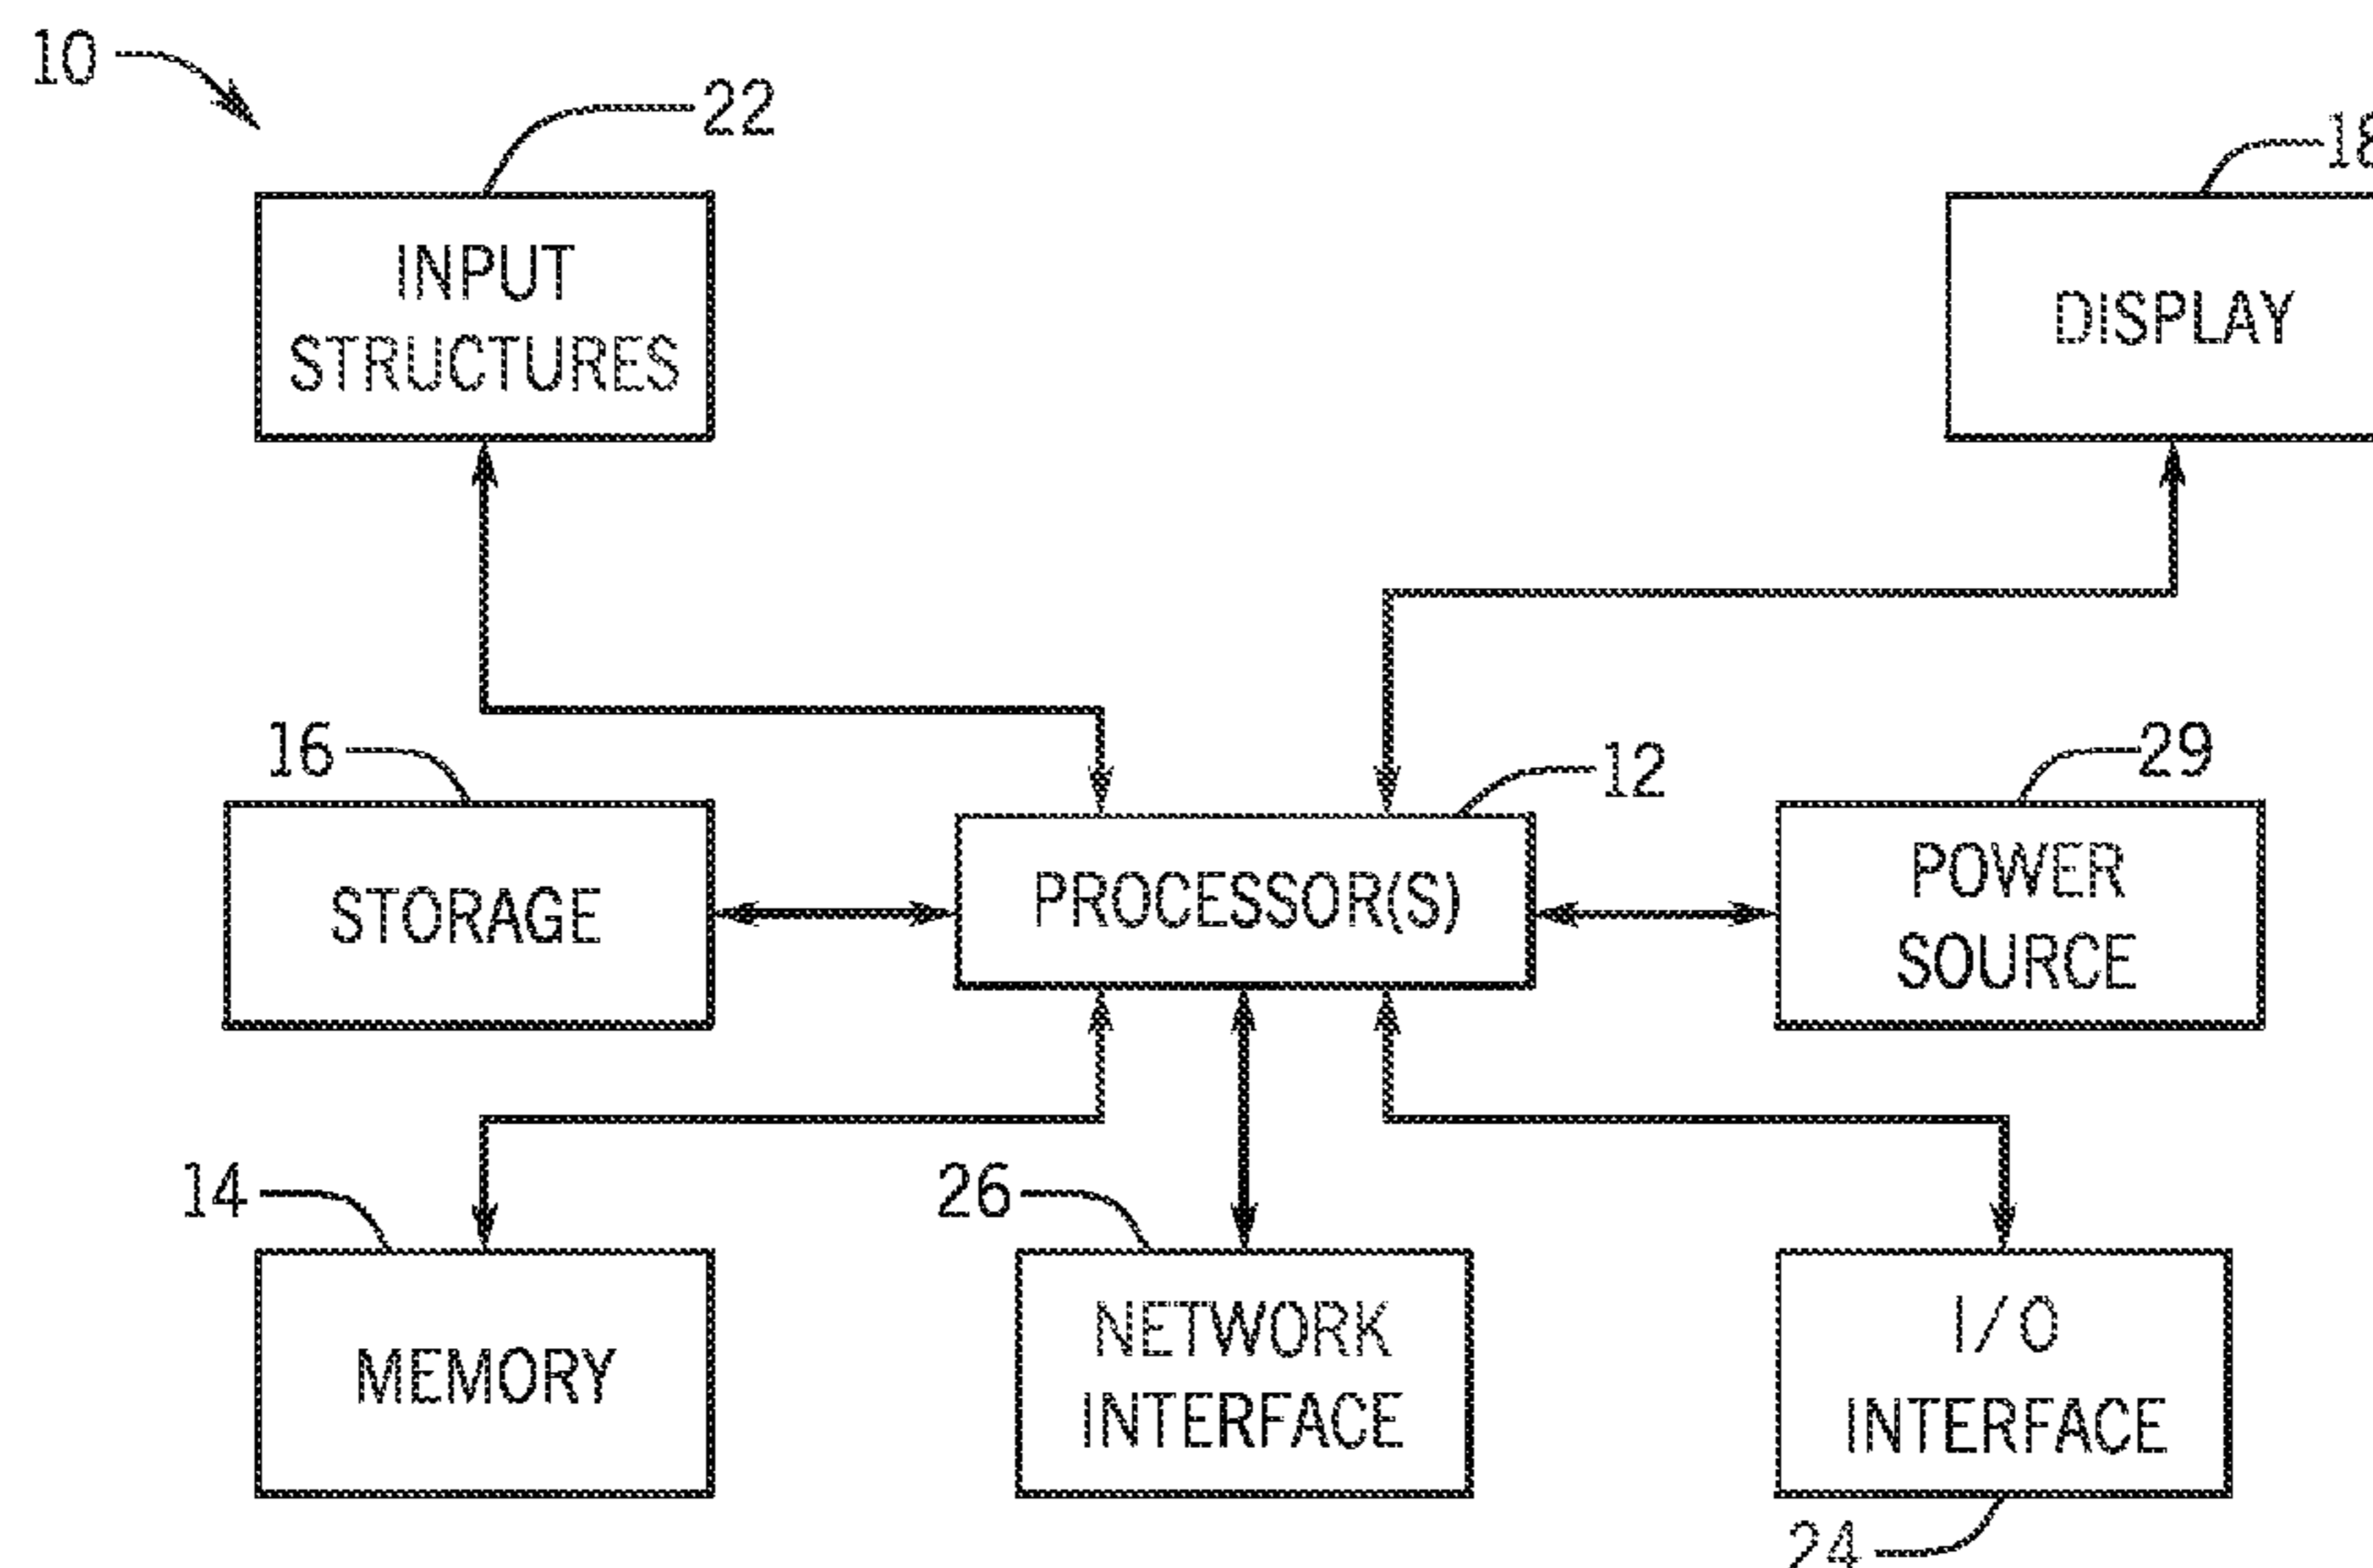 10
22
18
INPUT
STRUCTURES
DISPLAY
16
12
29
STORAGE
PROCESSOR(S)
POWER
SOURCE
14
26
MEMORY
NETWORK
INTERFACE
I/O
INTERFACE
24